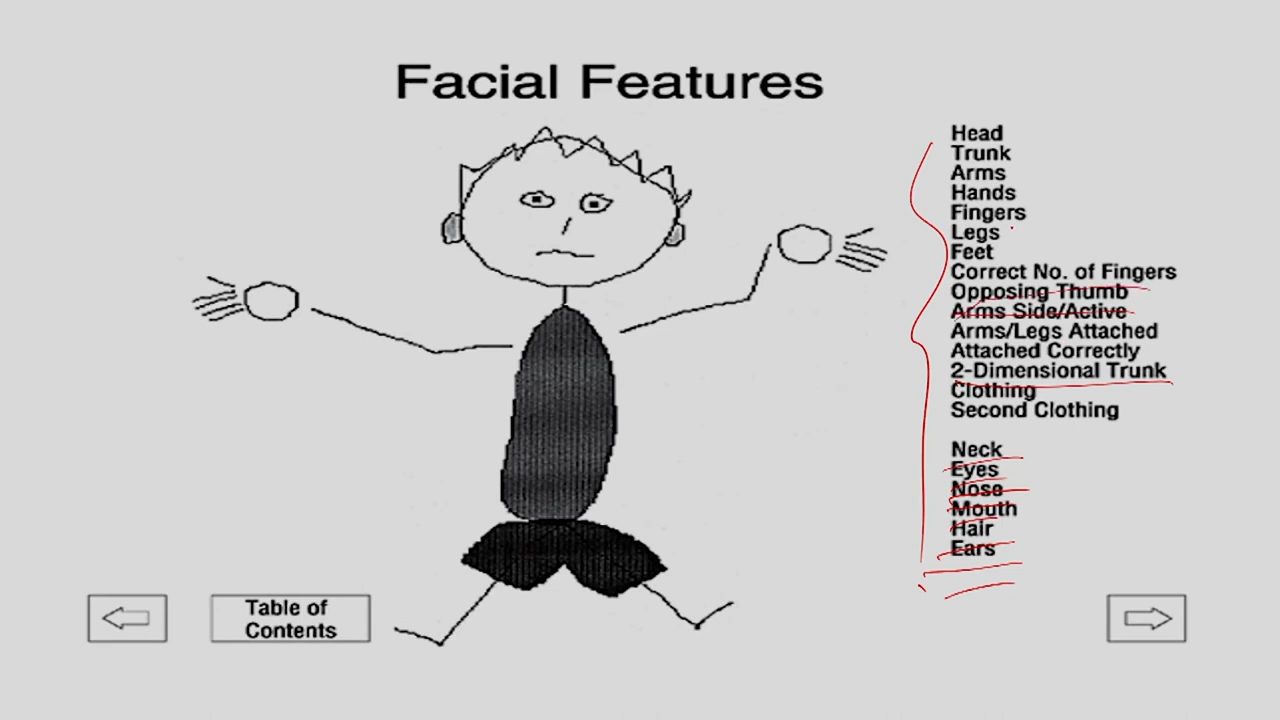 Facial Features
Head
Trunk
Arms
Hands
Fingers
Legs
Feet
Correct No. of Fingers
Opposing Thumb
Arms Side/Active
Arms/Legs Attached
Attached Correctly
2-Dimensional Trunk
Clothing
Second Clothing
Neck
Eyes
Nose
Mouth
Hair
Ears
Table of
Contents